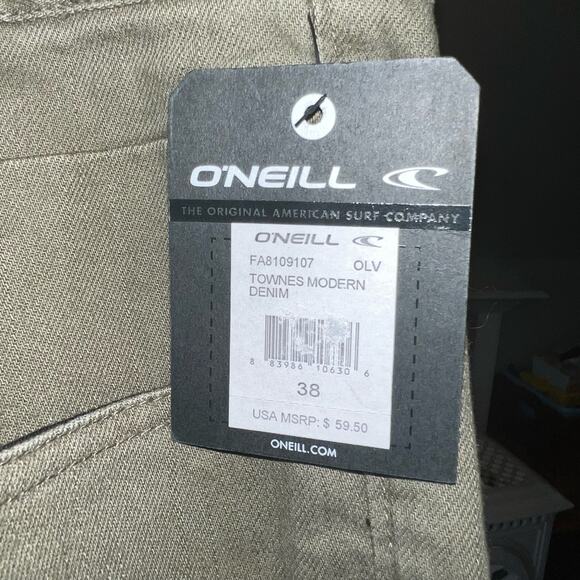 O'NEILL
THE ORIGINAL AMERICAN SURF COMPANY
O'NEILL
FA8109107 OLV
TOWNES MODERN
DENIM
8 83986 10630 6
38
USA MSRP: $ 59.50
ONEILL.COM